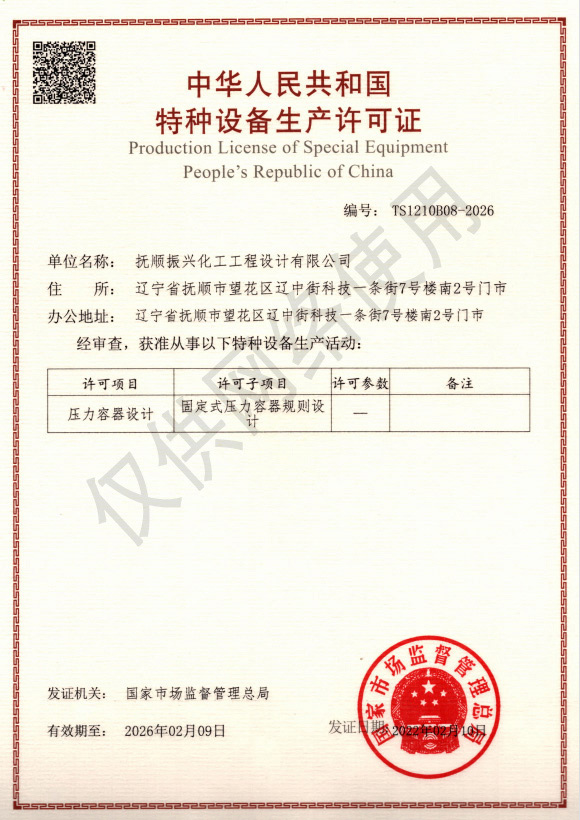 中华人民共和国
特种设备生产许可证
Production License of Special Equipment
People's Republic of China
编号： TS1210B08-2026
单位名称： 抚顺振兴化工工程设计有限公司
住　　所： 辽宁省抚顺市望花区辽中街科技一条街7号楼南2号门市
办公地址： 辽宁省抚顺市望花区辽中街科技一条街7号楼南2号门市
经审查，获准从事以下特种设备生产活动：
许可项目 许可子项目 许可参数 备注
压力容器设计 固定式压力容器规则设计 —
仅供网络使用
国家市场监督管理总局
发证机关： 国家市场监督管理总局
有效期至： 2026年02月09日
发证日期： 2022年02月10日